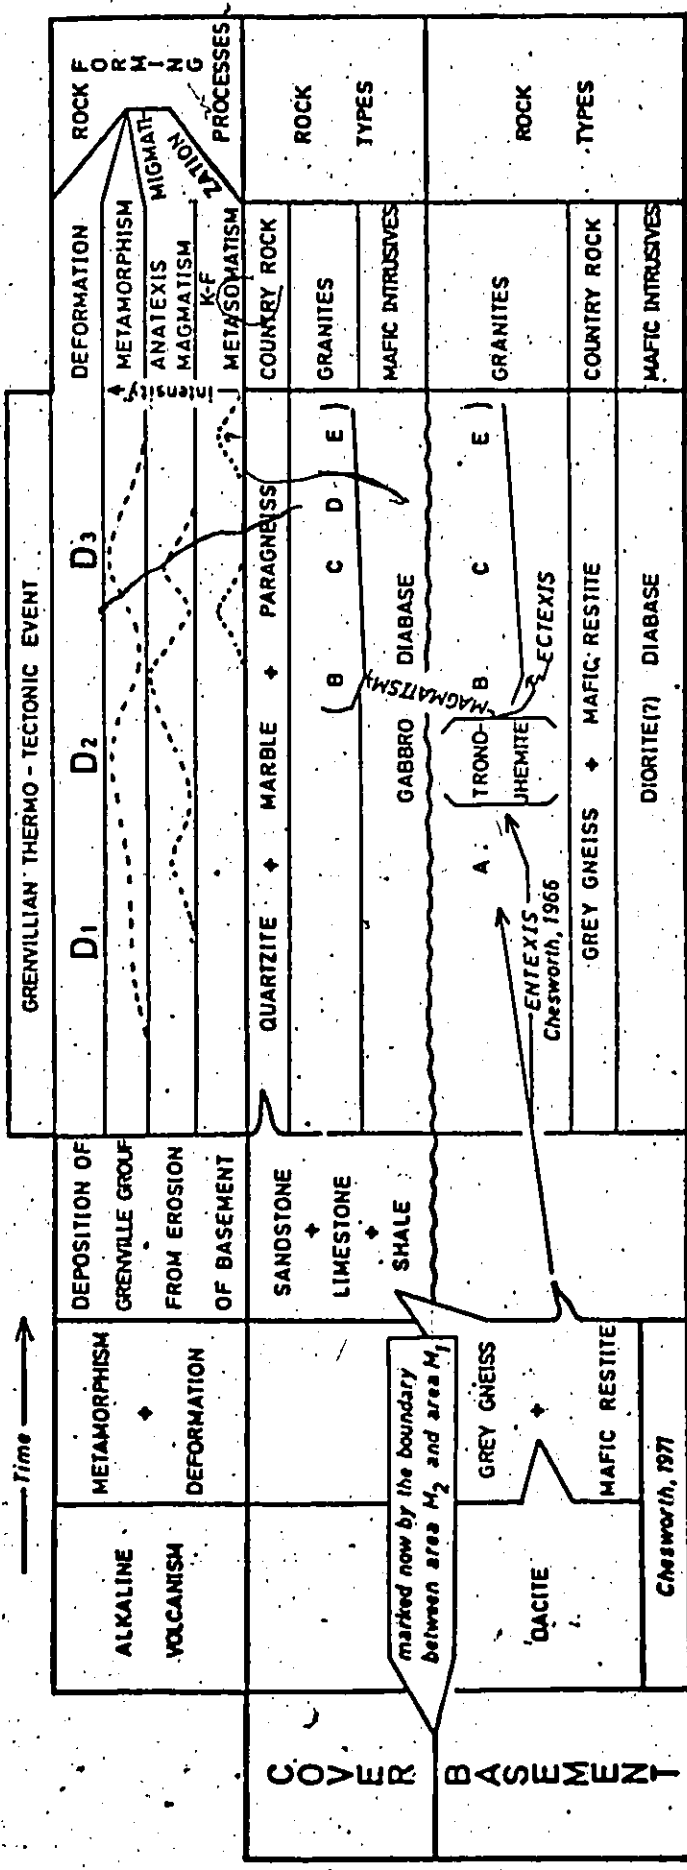 Time
GRENVILLIAN THERMO - TECTONIC EVENT
ALKALINE
VOLCANISM
METAMORPHISM
+
DEFORMATION
DEPOSITION OF
GRENVILLE GROUP
FROM EROSION
OF BASEMENT
D1
D2
D3
intensity
DEFORMATION
METAMORPHISM
ANATEXIS
MAGMATISM
K-F
METASOMATISM
MIGMATI-
ZATION
ROCK
FORMING
PROCESSES
COVER
SANDSTONE
+
LIMESTONE
+
SHALE
QUARTZITE + MARBLE + PARAGNEISS
COUNTRY ROCK
(B C D E)
GRANITES
GABBRO DIABASE
MAFIC INTRUSIVES
ROCK
TYPES
MAGMATISM
marked now by the boundary
between area M2 and area M1
BASEMENT
DACITE
GREY GNEISS
+
MAFIC RESTITE
Chesworth, 1971
A
(TROND-
JHEMITE)
B C E)
GRANITES
ECTEXIS
ENTEXIS
Chesworth, 1966
GREY GNEISS + MAFIC RESTITE
COUNTRY ROCK
DIORITE(?) DIABASE
MAFIC INTRUSIVES
ROCK
TYPES